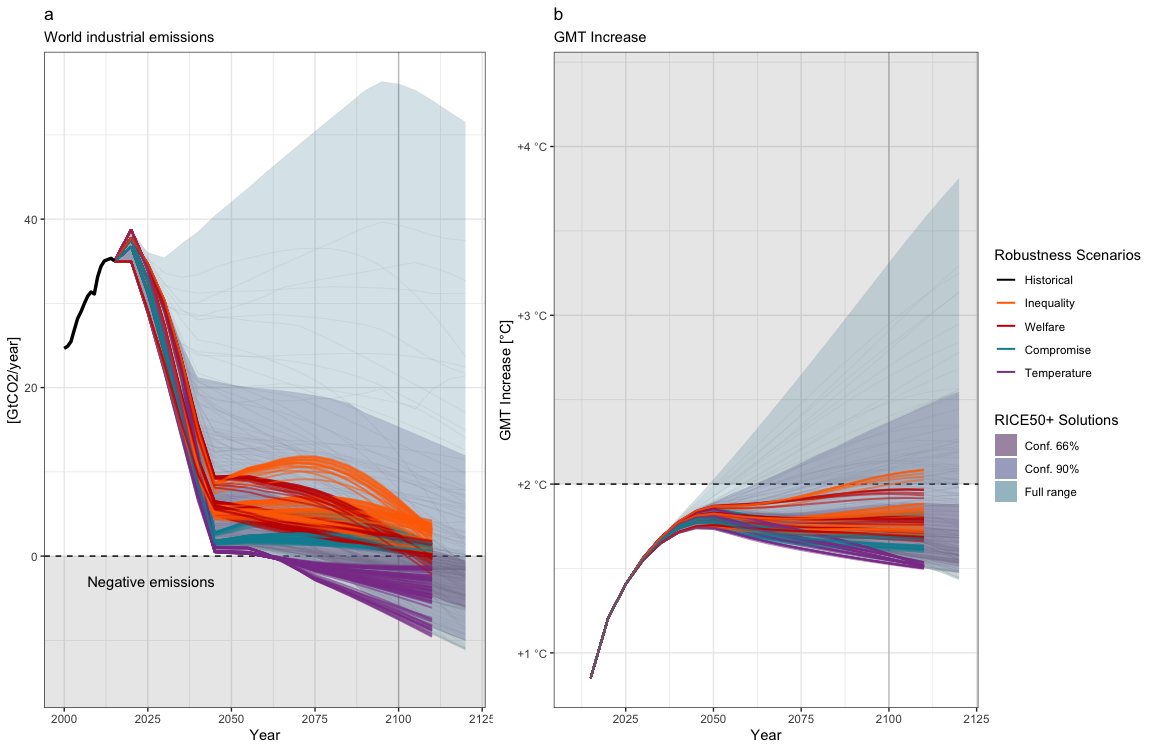 a
World industrial emissions
[GtCO2/year]
40
20
0
Negative emissions
2000
2025
2050
2075
2100
2125
Year
b
GMT Increase
GMT Increase [°C]
+4 °C
+3 °C
+2 °C
+1 °C
2025
2050
2075
2100
2125
Year
Robustness Scenarios
Historical
Inequality
Welfare
Compromise
Temperature
RICE50+ Solutions
Conf. 66%
Conf. 90%
Full range